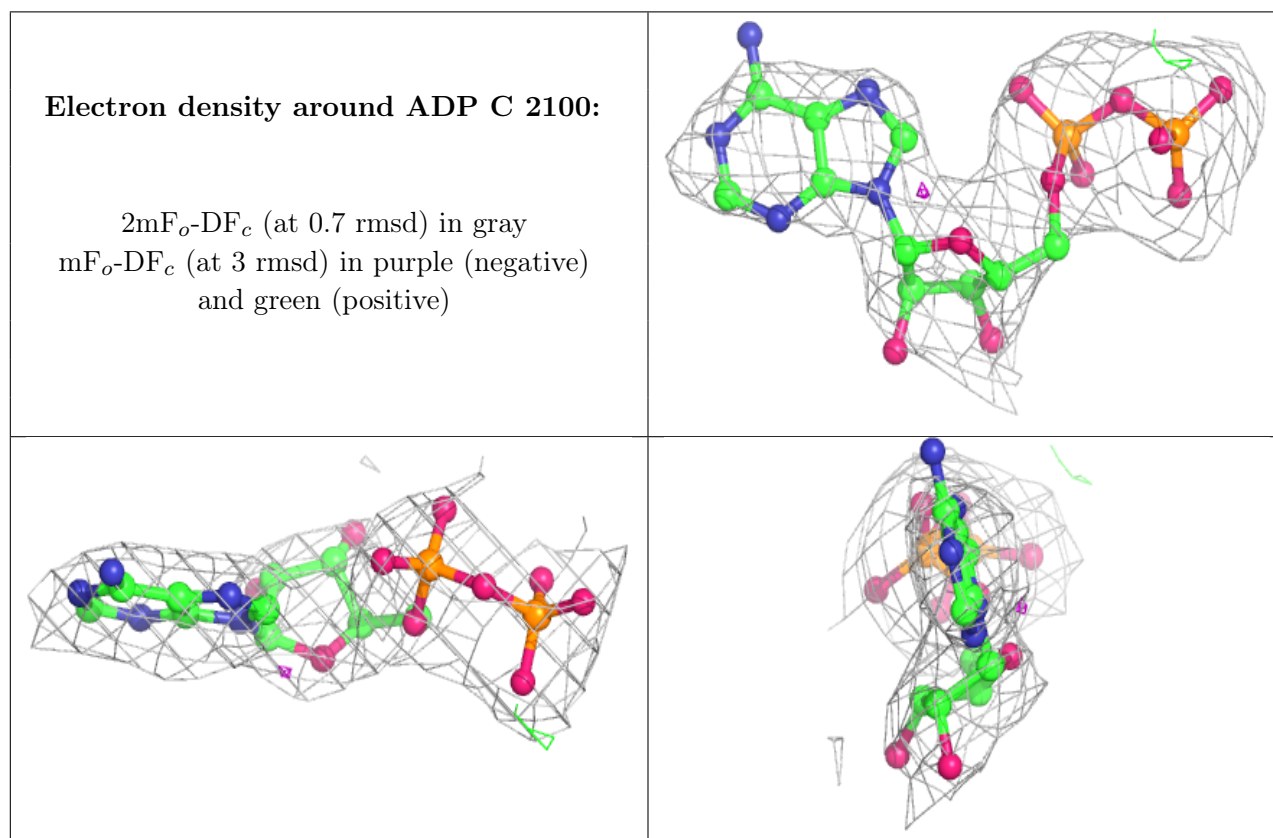 Electron density around ADP C 2100:
2mFₒ-DF𝒸 (at 0.7 rmsd) in gray
mFₒ-DF𝒸 (at 3 rmsd) in purple (negative)
and green (positive)